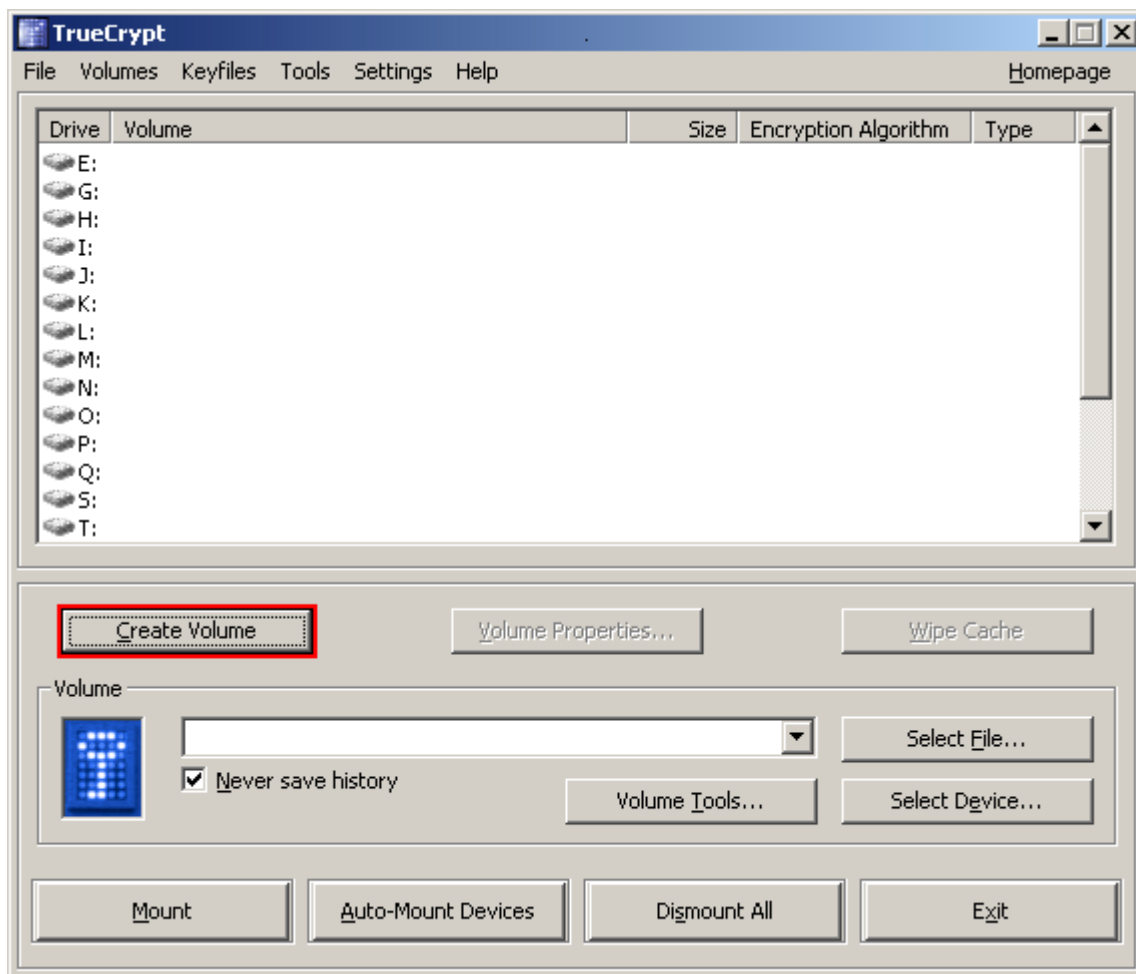 TrueCrypt
File Volumes Keyfiles Tools Settings Help Homepage
Drive Volume Size Encryption Algorithm Type
E:
G:
H:
I:
J:
K:
L:
M:
N:
O:
P:
Q:
S:
T:
Create Volume Volume Properties... Wipe Cache
Volume
Select File...
Never save history
Volume Tools... Select Device...
Mount Auto-Mount Devices Dismount All Exit